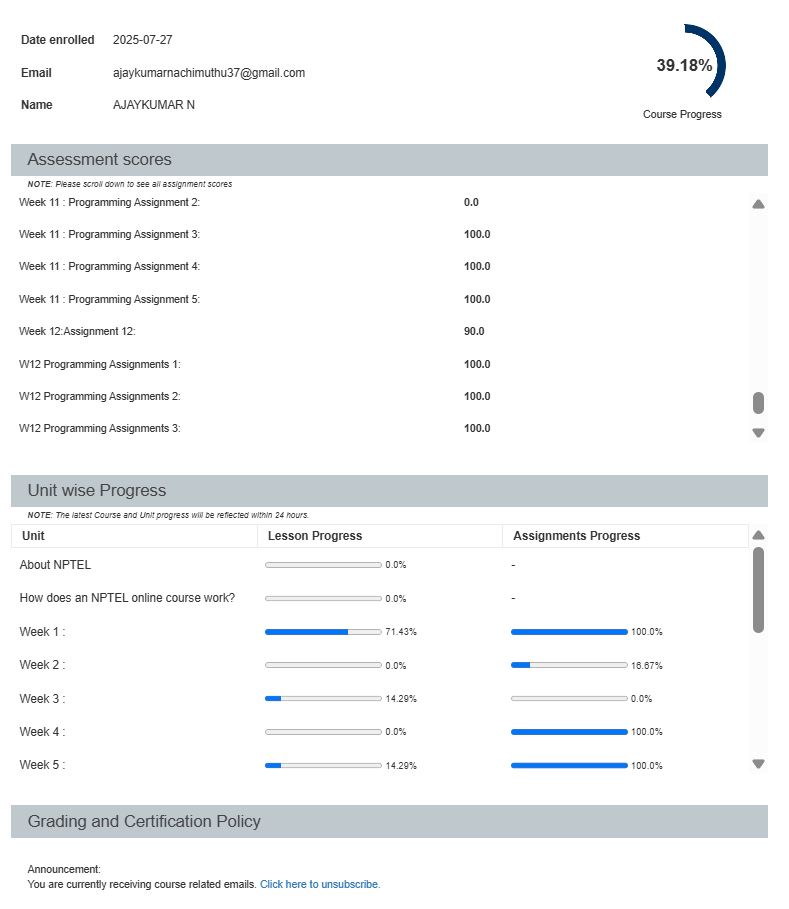 Date enrolled 2025-07-27
Email ajaykumarnachimuthu37@gmail.com
Name AJAYKUMAR N
39.18%
Course Progress
Assessment scores
NOTE: Please scroll down to see all assignment scores
Week 11 : Programming Assignment 2: 0.0
Week 11 : Programming Assignment 3: 100.0
Week 11 : Programming Assignment 4: 100.0
Week 11 : Programming Assignment 5: 100.0
Week 12:Assignment 12: 90.0
W12 Programming Assignments 1: 100.0
W12 Programming Assignments 2: 100.0
W12 Programming Assignments 3: 100.0
Unit wise Progress
NOTE: The latest Course and Unit progress will be reflected within 24 hours.
Unit Lesson Progress Assignments Progress
About NPTEL 0.0% -
How does an NPTEL online course work? 0.0% -
Week 1 : 71.43% 100.0%
Week 2 : 0.0% 16.67%
Week 3 : 14.29% 0.0%
Week 4 : 0.0% 100.0%
Week 5 : 14.29% 100.0%
Grading and Certification Policy
Announcement:
You are currently receiving course related emails. Click here to unsubscribe.